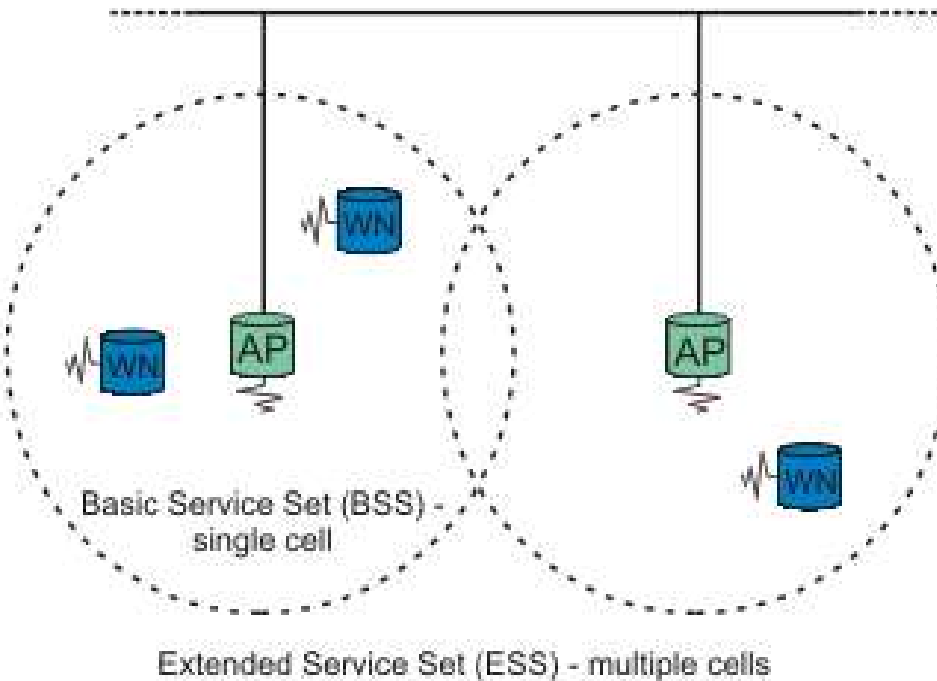 WN
WN
AP
AP
WN
Basic Service Set (BSS) -
single cell
Extended Service Set (ESS) - multiple cells